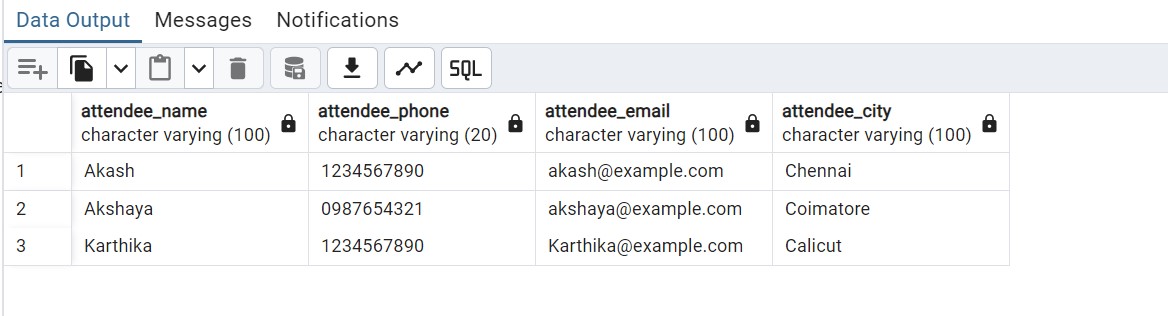 Data Output Messages Notifications
SQL
attendee_name attendee_phone attendee_email attendee_city
character varying (100) character varying (20) character varying (100) character varying (100)
1 Akash 1234567890 akash@example.com Chennai
2 Akshaya 0987654321 akshaya@example.com Coimatore
3 Karthika 1234567890 Karthika@example.com Calicut